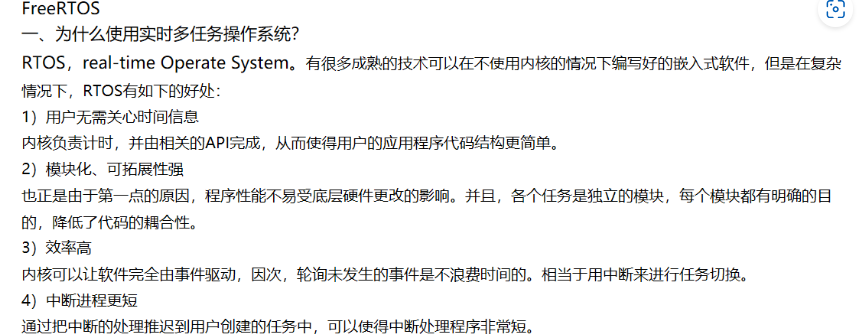 FreeRTOS
一、为什么使用实时多任务操作系统？
RTOS，real-time Operate System。有很多成熟的技术可以在不使用内核的情况下编写好的嵌入式软件，但是在复杂
情况下，RTOS有如下的好处：
1）用户无需关心时间信息
内核负责计时，并由相关的API完成，从而使得用户的应用程序代码结构更简单。
2）模块化、可拓展性强
也正是由于第一点的原因，程序性能不易受底层硬件更改的影响。并且，各个任务是独立的模块，每个模块都有明确的目
的，降低了代码的耦合性。
3）效率高
内核可以让软件完全由事件驱动，因次，轮询未发生的事件是不浪费时间的。相当于用中断来进行任务切换。
4）中断进程更短
通过把中断的处理推迟到用户创建的任务中，可以使得中断处理程序非常短。